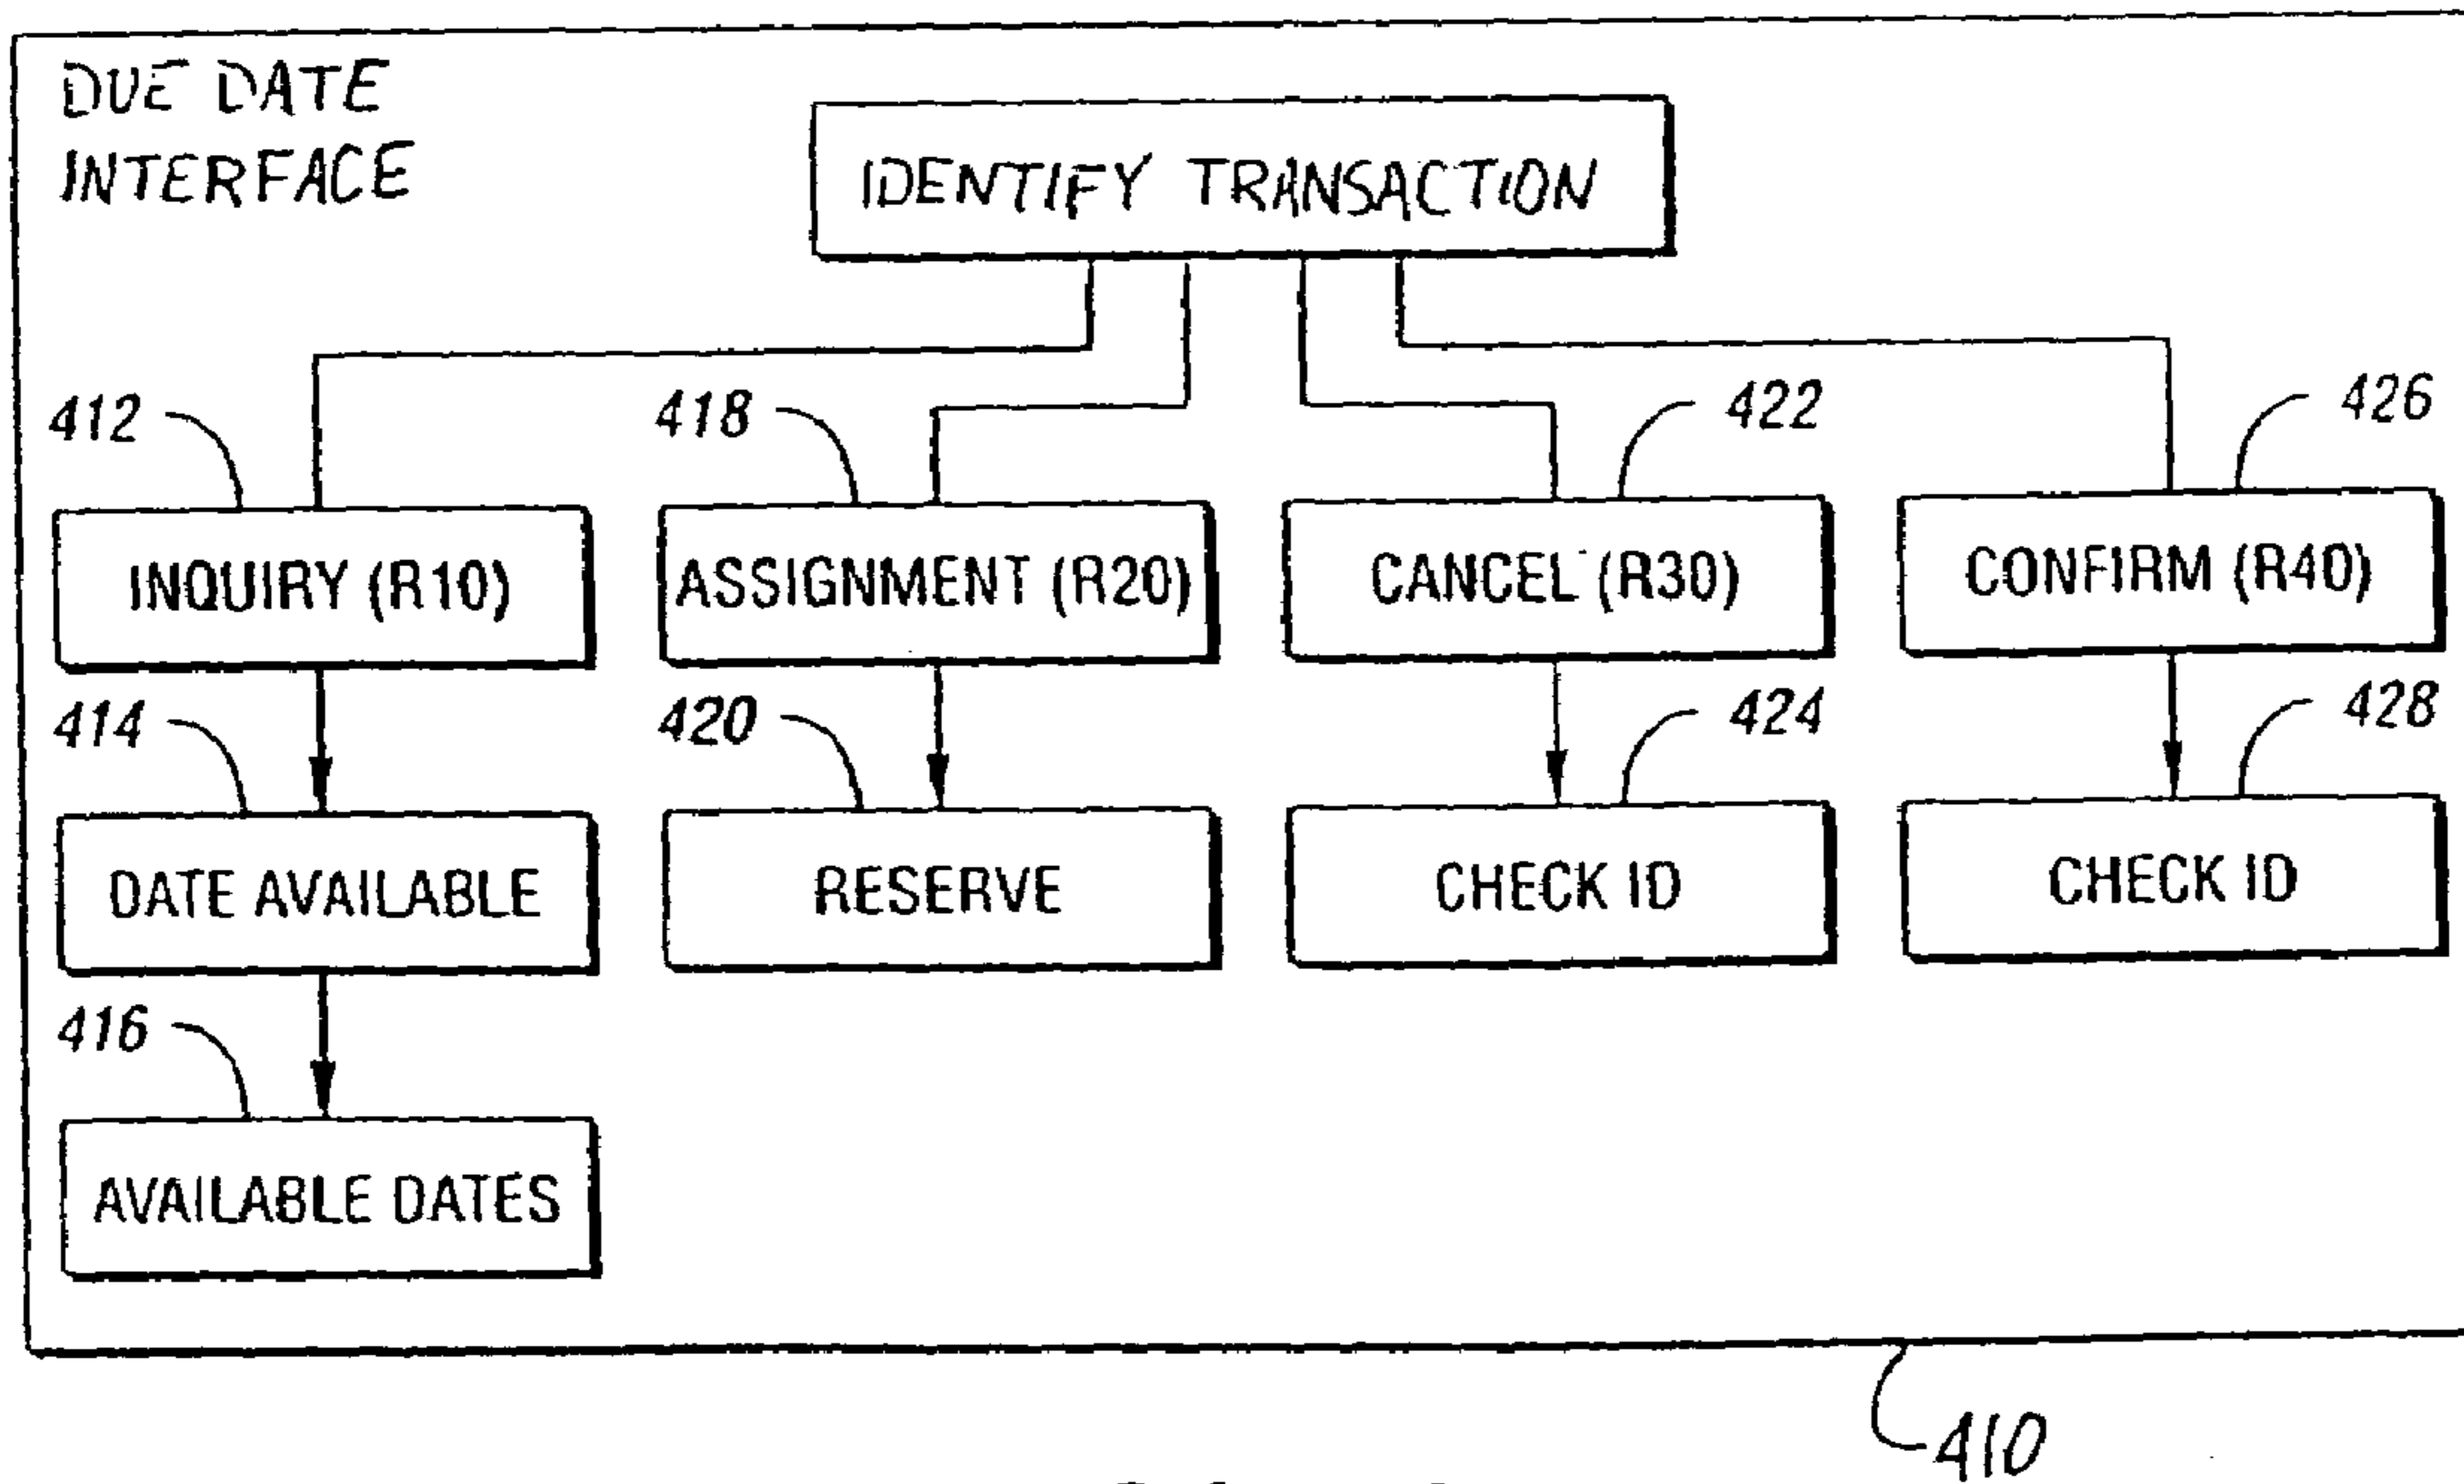 DUE DATE
INTERFACE
IDENTIFY TRANSACTION
412
418
422
426
INQUIRY (R10)
ASSIGNMENT (R20)
CANCEL (R30)
CONFIRM (R40)
414
420
424
428
DATE AVAILABLE
RESERVE
CHECK ID
CHECK ID
416
AVAILABLE DATES
410